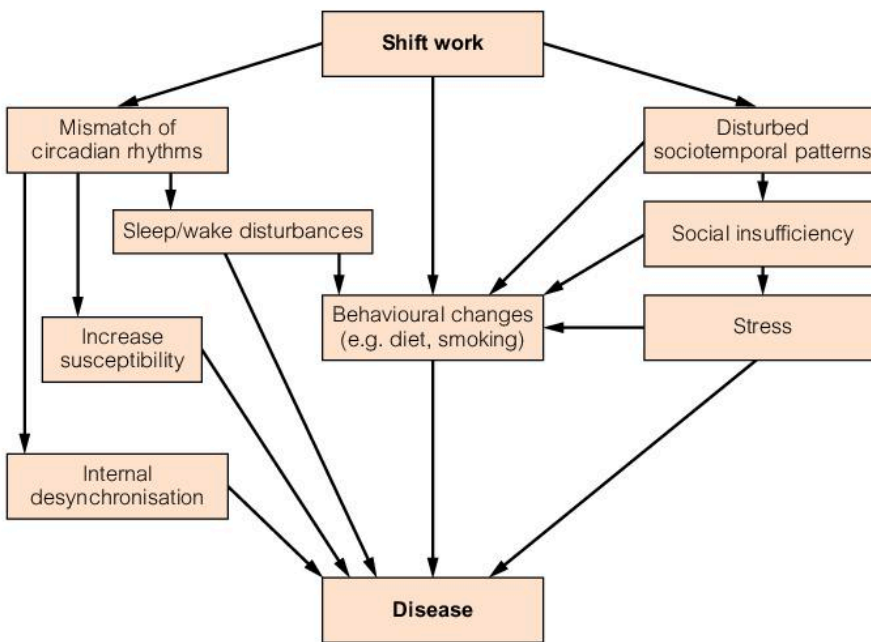 Shift work
Mismatch of
circadian rhythms
Disturbed
sociotemporal patterns
Sleep/wake disturbances
Social insufficiency
Behavioural changes
(e.g. diet, smoking)
Increase
susceptibility
Stress
Internal
desynchronisation
Disease